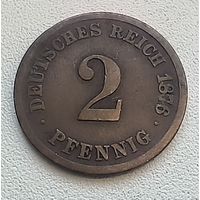 DEUTSCHES REICH 1876
2
· PFENNIG ·